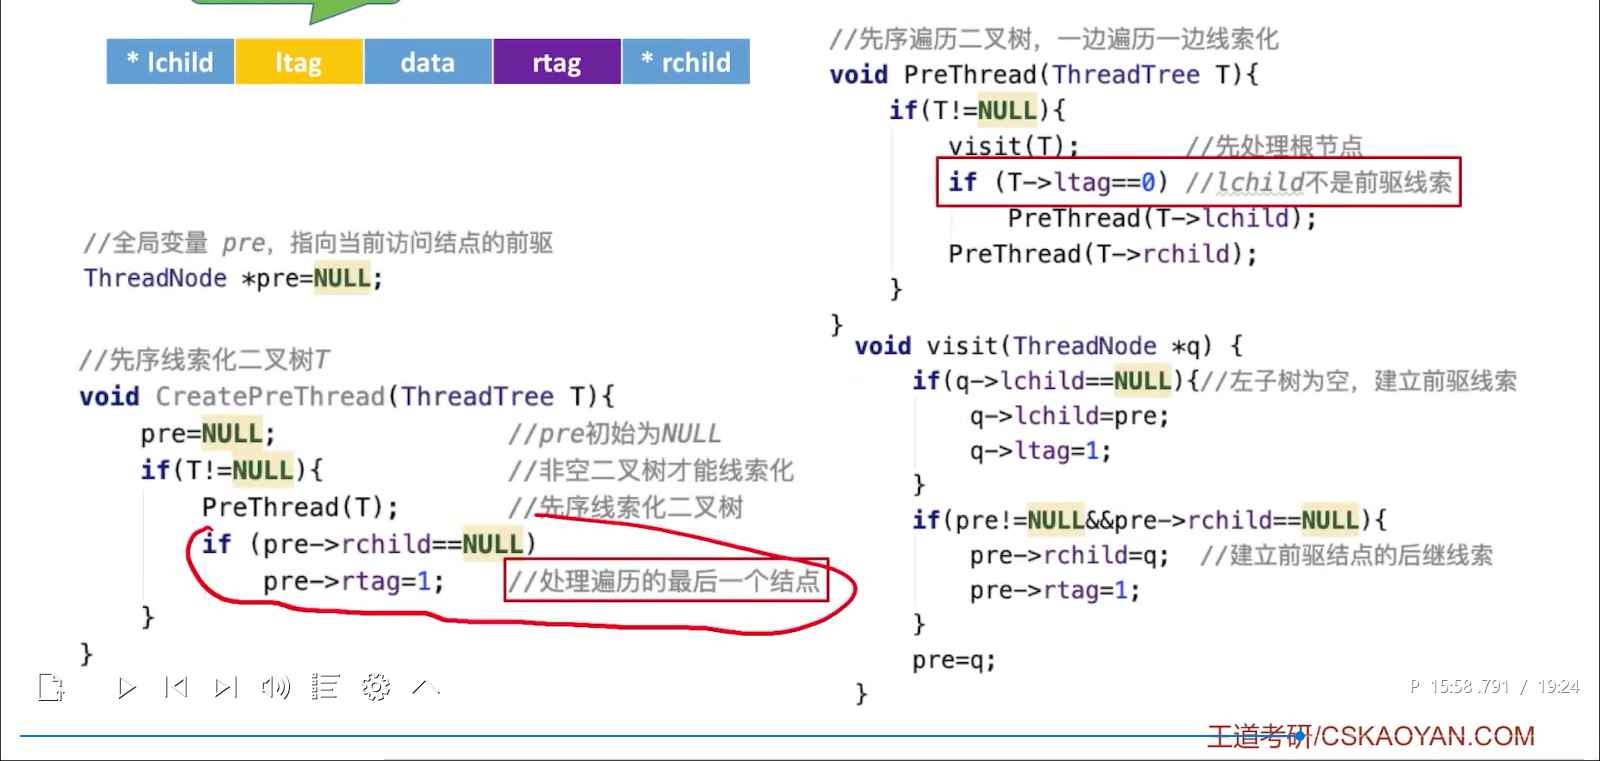 * lchild ltag data rtag * rchild
//全局变量 pre，指向当前访问结点的前驱
ThreadNode *pre=NULL;
//先序线索化二叉树T
void CreatePreThread(ThreadTree T){
pre=NULL; //pre初始为NULL
if(T!=NULL){ //非空二叉树才能线索化
PreThread(T); //先序线索化二叉树
if (pre->rchild==NULL)
pre->rtag=1; //处理遍历的最后一个结点
}
}
//先序遍历二叉树，一边遍历一边线索化
void PreThread(ThreadTree T){
if(T!=NULL){
visit(T); //先处理根节点
if (T->ltag==0) //lchild不是前驱线索
PreThread(T->lchild);
PreThread(T->rchild);
}
}
void visit(ThreadNode *q) {
if(q->lchild==NULL){//左子树为空，建立前驱线索
q->lchild=pre;
q->ltag=1;
}
if(pre!=NULL&&pre->rchild==NULL){
pre->rchild=q; //建立前驱结点的后继线索
pre->rtag=1;
}
pre=q;
}
P 15:58.791 / 19:24
王道考研/CSKAOYAN.COM